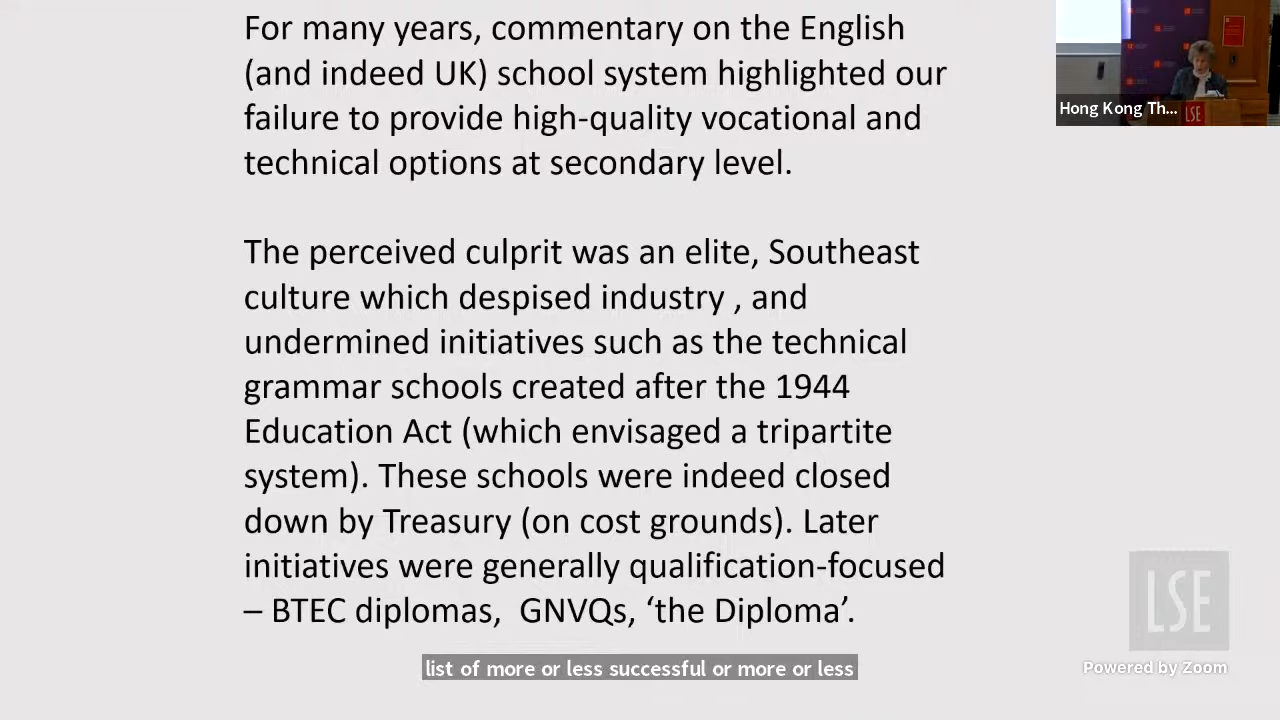 For many years, commentary on the English
(and indeed UK) school system highlighted our
failure to provide high-quality vocational and
technical options at secondary level.
The perceived culprit was an elite, Southeast
culture which despised industry , and
undermined initiatives such as the technical
grammar schools created after the 1944
Education Act (which envisaged a tripartite
system). These schools were indeed closed
down by Treasury (on cost grounds). Later
initiatives were generally qualification-focused
– BTEC diplomas,  GNVQs, ‘the Diploma’.
Hong Kong Th...
LSE
LSE
Powered by Zoom
list of more or less successful or more or less